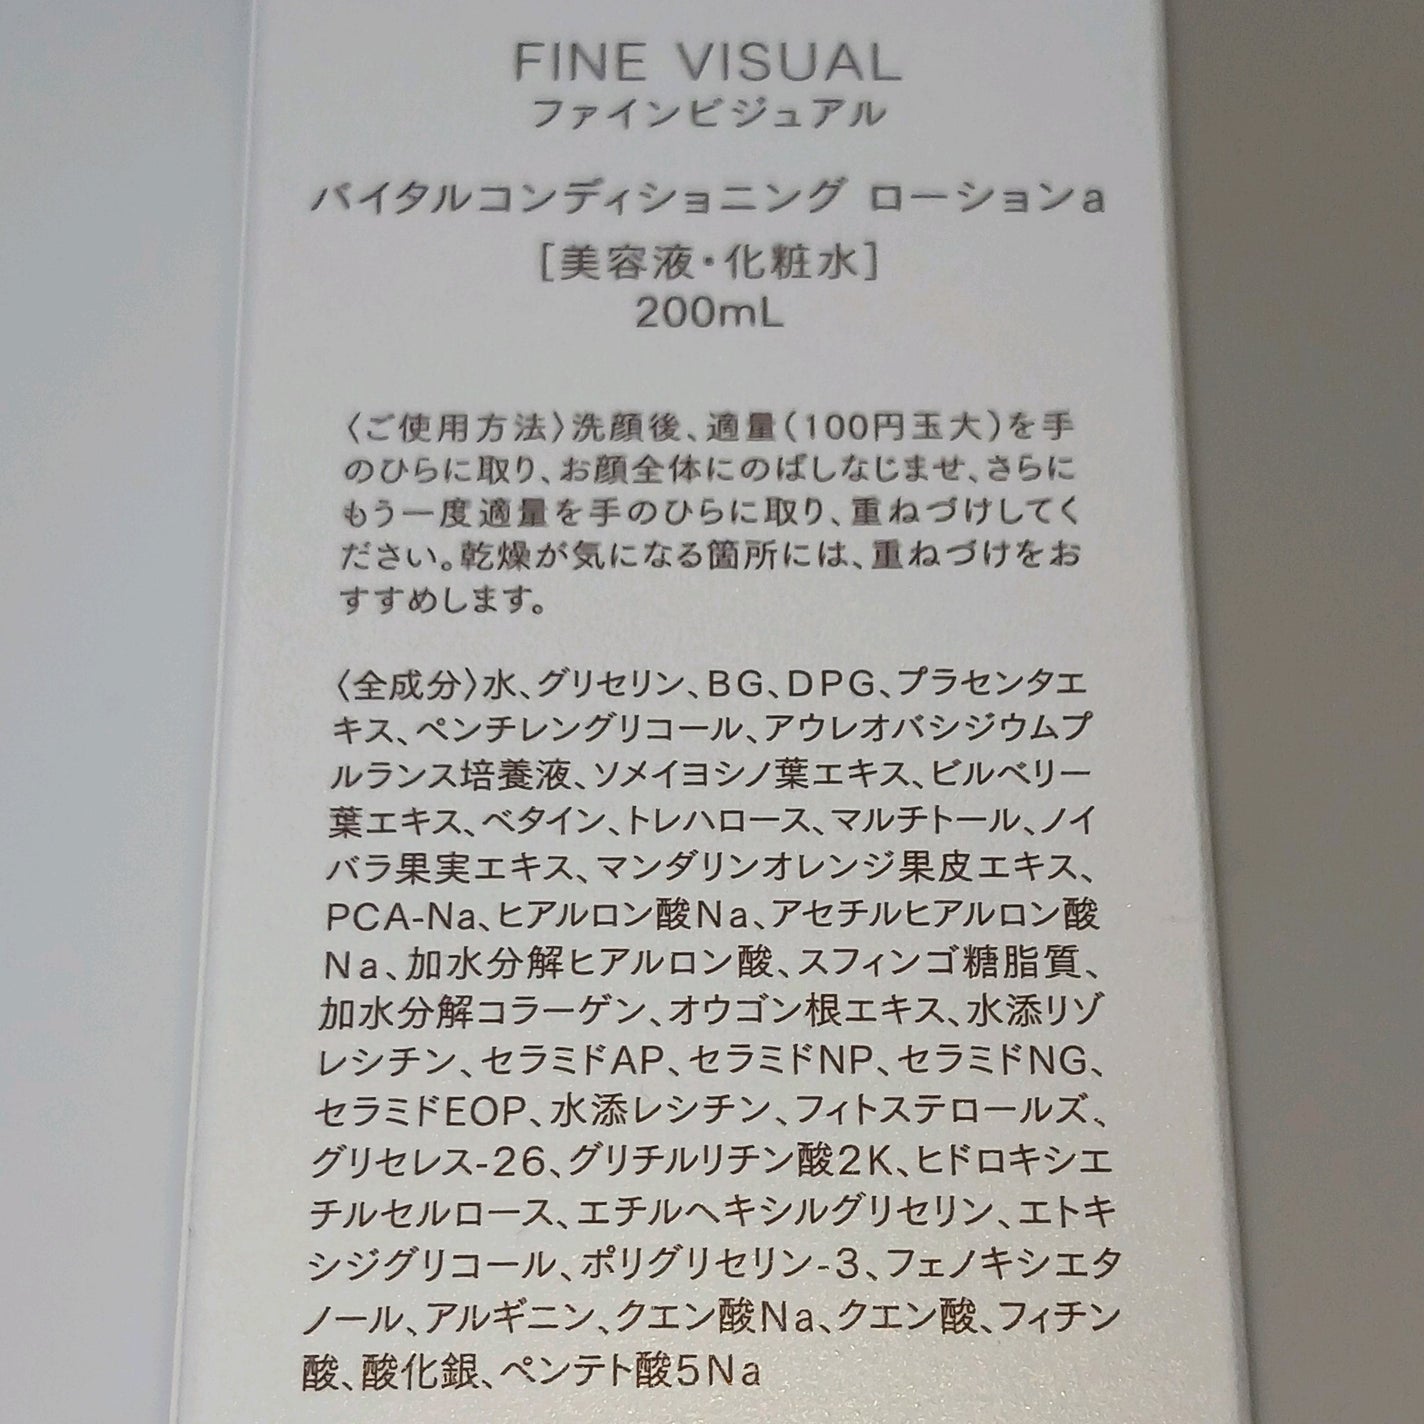 FINE VISUAL
ファインビジュアル
バイタルコンディショニング ローションa
[美容液・化粧水]
200mL
〈ご使用方法〉洗顔後、適量(100円玉大)を手
のひらに取り、お顔全体にのばしなじませ、さらに
もう一度適量を手のひらに取り、重ねづけしてく
ださい。乾燥が気になる箇所には、重ねづけをお
すすめします。
〈全成分〉水、グリセリン、BG、DPG、プラセンタエ
キス、ペンチレングリコール、アウレオバシジウムプ
ルランス培養液、ソメイヨシノ葉エキス、ビルベリー
葉エキス、ベタイン、トレハロース、マルチトール、ノイ
バラ果実エキス、マンダリンオレンジ果皮エキス、
PCA-Na、ヒアルロン酸Na、アセチルヒアルロン酸
Na、加水分解ヒアルロン酸、スフィンゴ糖脂質、
加水分解コラーゲン、オウゴン根エキス、水添リゾ
レシチン、セラミドAP、セラミドNP、セラミドNG、
セラミドEOP、水添レシチン、フィトステロールズ、
グリセレス-26、グリチルリチン酸2K、ヒドロキシエ
チルセルロース、エチルヘキシルグリセリン、エトキ
シジグリコール、ポリグリセリン-3、フェノキシエタ
ノール、アルギニン、クエン酸Na、クエン酸、フィチン
酸、酸化銀、ペンテト酸5Na